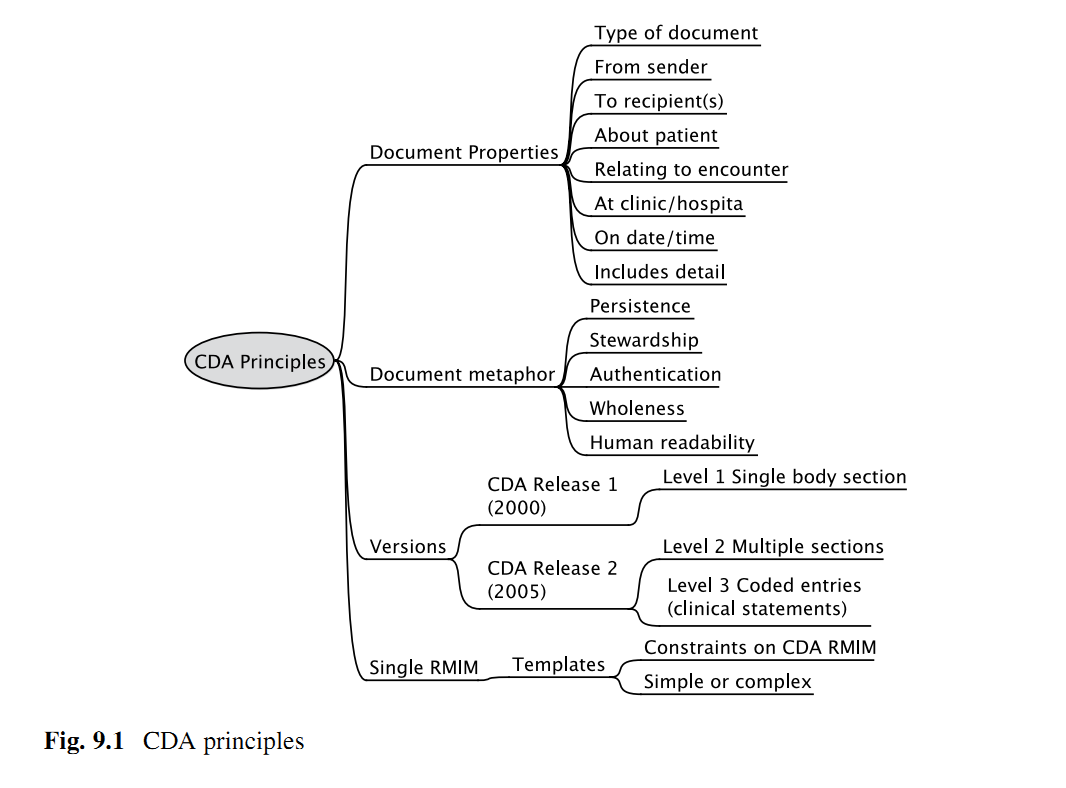 Type of document
From sender
To recipient(s)
About patient
Document Properties
Relating to encounter
At clinic/hospita
On date/time
Includes detail
Persistence
Stewardship
CDA Principles
Document metaphor
Authentication
Wholeness
Human readability
CDA Release 1
(2000)
Level 1 Single body section
Versions
CDA Release 2
(2005)
Level 2 Multiple sections
Level 3 Coded entries
(clinical statements)
Single RMIM
Templates
Constraints on CDA RMIM
Simple or complex
Fig. 9.1 CDA principles